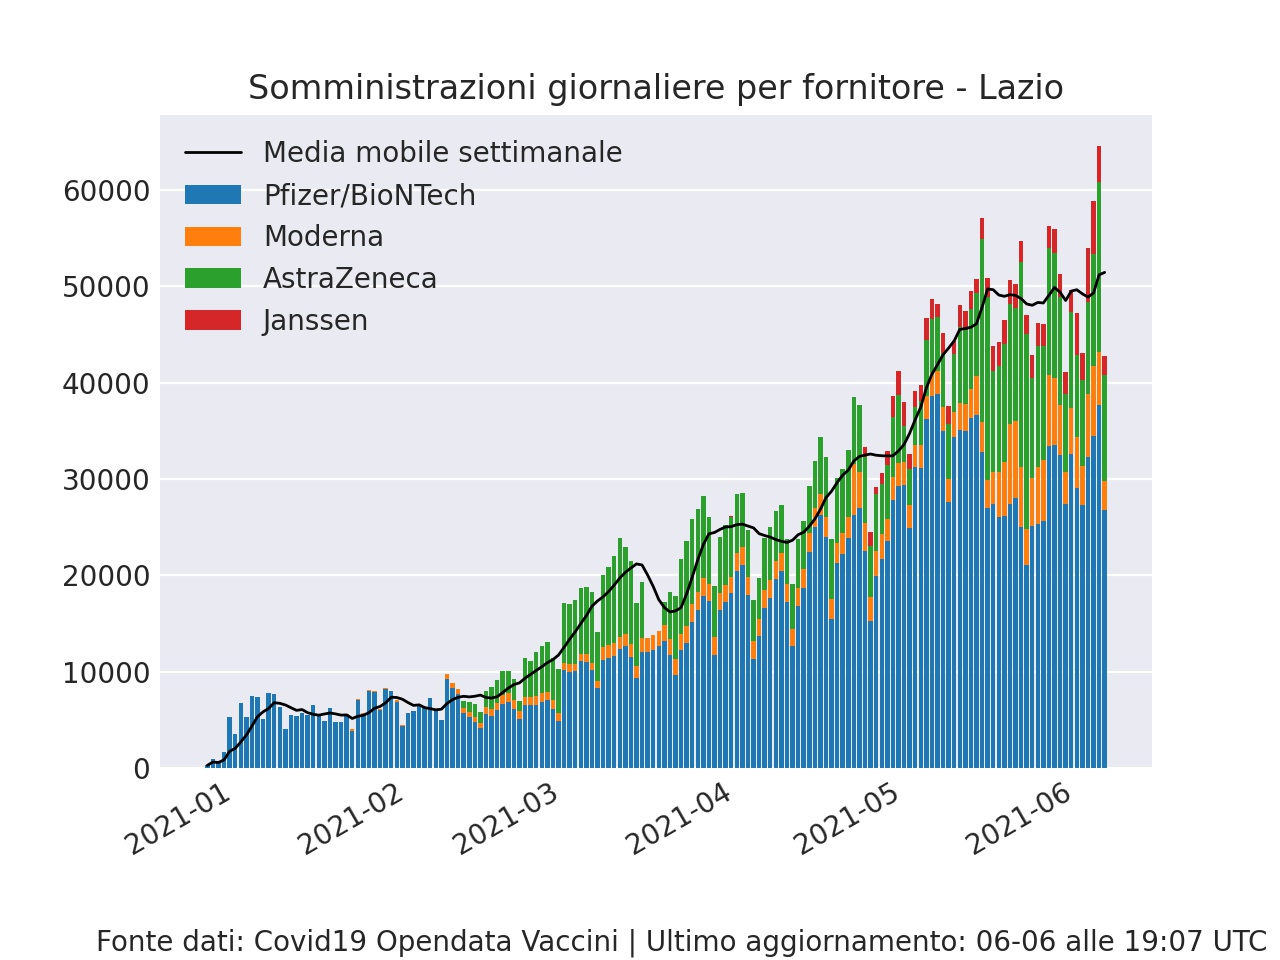 Somministrazioni giornaliere per fornitore - Lazio
Media mobile settimanale
Pfizer/BioNTech
Moderna
AstraZeneca
Janssen
60000
50000
40000
30000
20000
10000
0
2021-01
2021-02
2021-03
2021-04
2021-05
2021-06
Fonte dati: Covid19 Opendata Vaccini | Ultimo aggiornamento: 06-06 alle 19:07 UTC